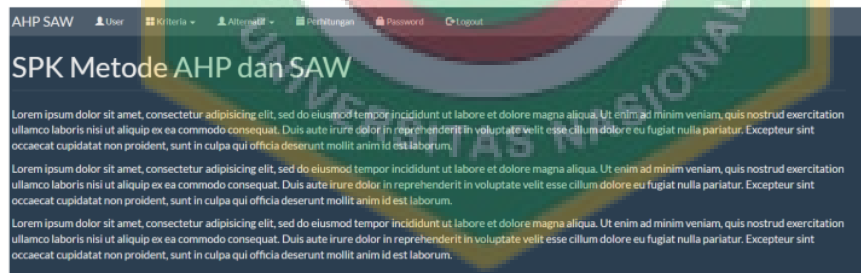 AHP SAW User Kriteria Alternatif Perhitungan Password Logout
SPK Metode AHP dan SAW
Lorem ipsum dolor sit amet, consectetur adipisicing elit, sed do eiusmod tempor incididunt ut labore et dolore magna aliqua. Ut enim ad minim veniam, quis nostrud exercitation
ullamco laboris nisi ut aliquip ex ea commodo consequat. Duis aute irure dolor in reprehenderit in voluptate velit esse cillum dolore eu fugiat nulla pariatur. Excepteur sint
occaecat cupidatat non proident, sunt in culpa qui officia deserunt mollit anim id est laborum.
Lorem ipsum dolor sit amet, consectetur adipisicing elit, sed do eiusmod tempor incididunt ut labore et dolore magna aliqua. Ut enim ad minim veniam, quis nostrud exercitation
ullamco laboris nisi ut aliquip ex ea commodo consequat. Duis aute irure dolor in reprehenderit in voluptate velit esse cillum dolore eu fugiat nulla pariatur. Excepteur sint
occaecat cupidatat non proident, sunt in culpa qui officia deserunt mollit anim id est laborum.
Lorem ipsum dolor sit amet, consectetur adipisicing elit, sed do eiusmod tempor incididunt ut labore et dolore magna aliqua. Ut enim ad minim veniam, quis nostrud exercitation
ullamco laboris nisi ut aliquip ex ea commodo consequat. Duis aute irure dolor in reprehenderit in voluptate velit esse cillum dolore eu fugiat nulla pariatur. Excepteur sint
occaecat cupidatat non proident, sunt in culpa qui officia deserunt mollit anim id est laborum.
UNIVERSITAS NASIONAL